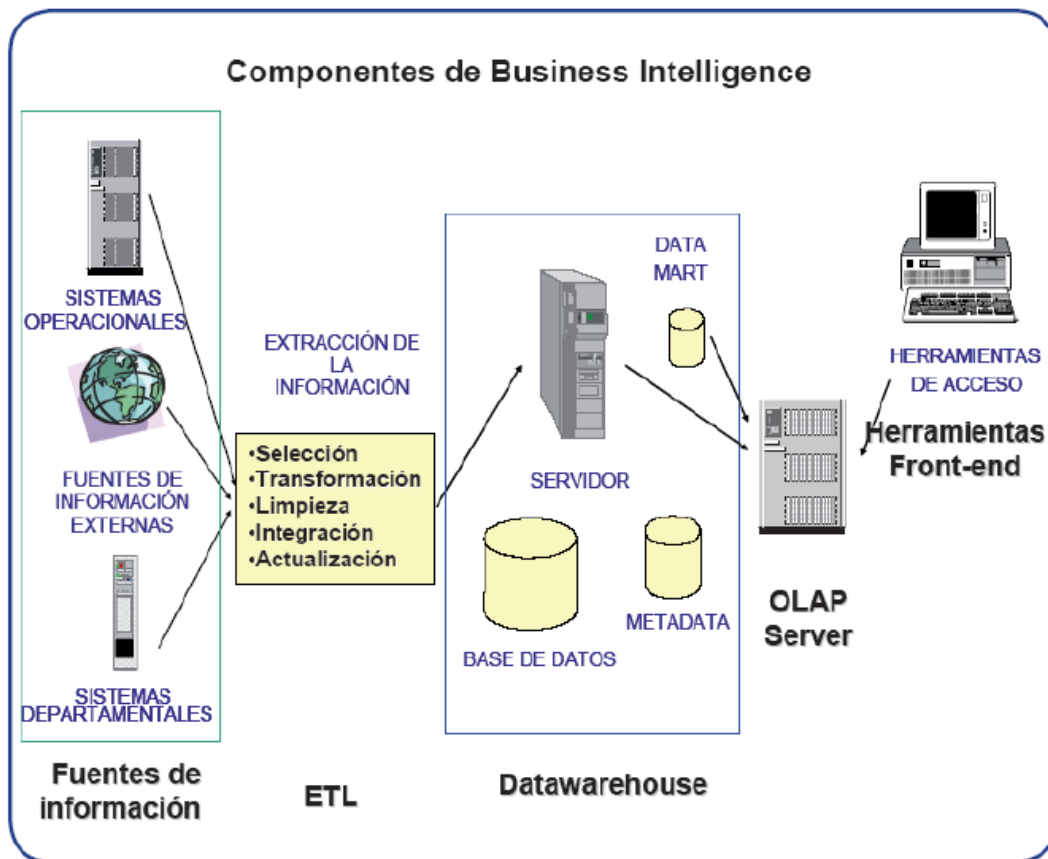 Componentes de Business Intelligence
SISTEMAS
OPERACIONALES
FUENTES DE
INFORMACIÓN
EXTERNAS
SISTEMAS
DEPARTAMENTALES
Fuentes de
información
EXTRACCIÓN DE
LA
INFORMACIÓN
•Selección
•Transformación
•Limpieza
•Integración
•Actualización
ETL
DATA
MART
SERVIDOR
BASE DE DATOS
METADATA
Datawarehouse
OLAP
Server
HERRAMIENTAS
DE ACCESO
Herramientas
Front-end